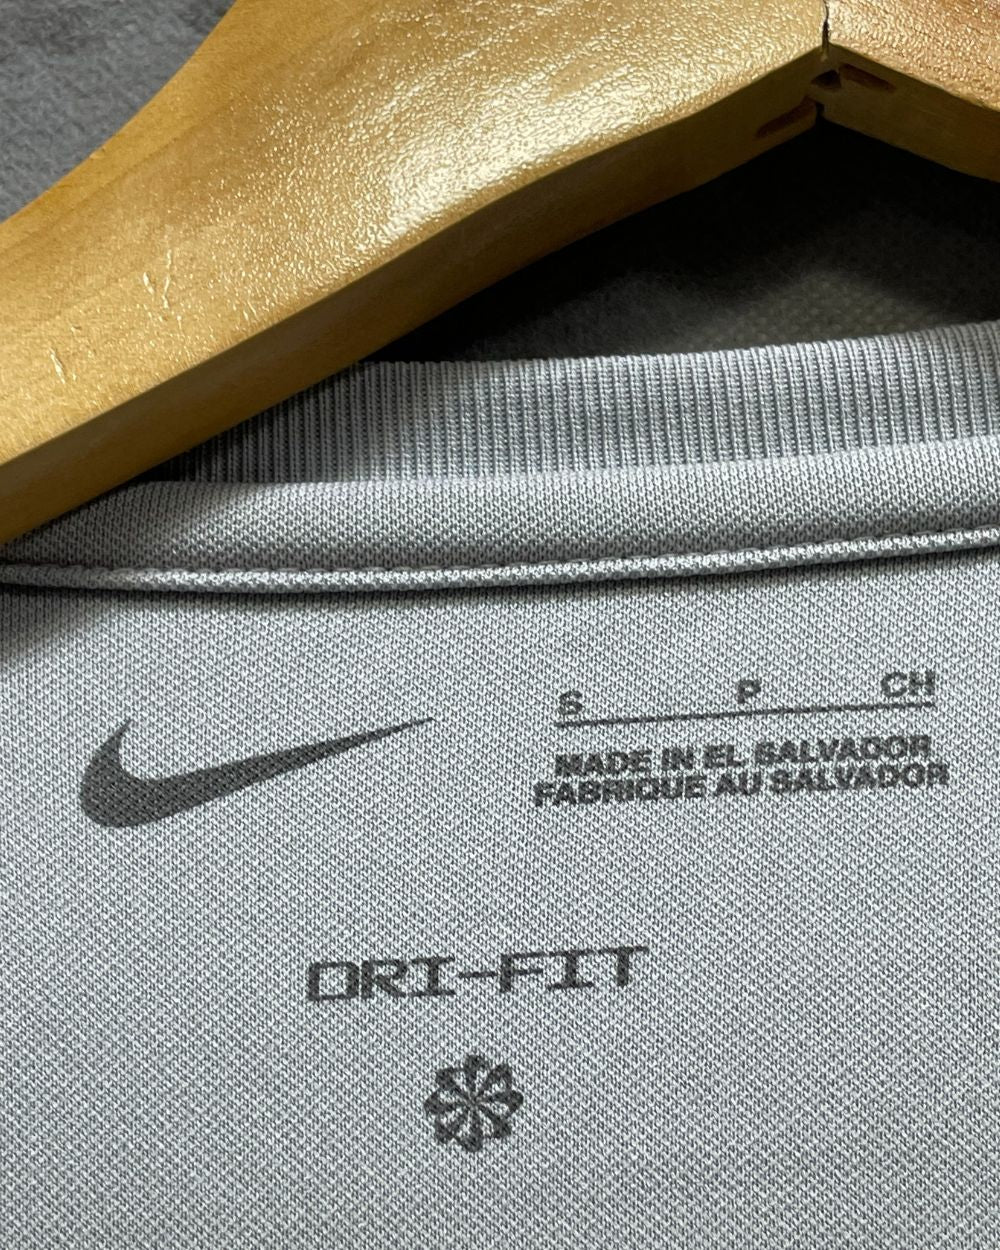 S P CH
MADE IN EL SALVADOR
FABRIQUE AU SALVADOR
DRI-FIT